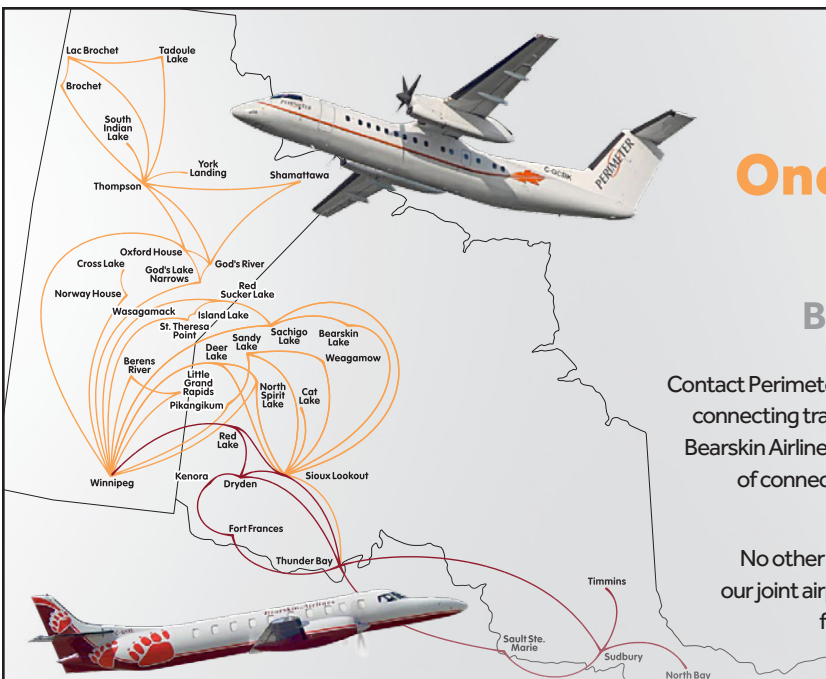 Lac Brochet
Tadoule
Lake
Brochet
South
Indian
Lake
York
Landing
Thompson
Shamattawa
PERIMETER
PERIMETER
Onc
B
Oxford House
Cross Lake
God's Lake
Narrows
God's River
Norway House
Red
Sucker Lake
Wasagamack
Island Lake
St. Theresa
Point
Sachigo
Lake
Bearskin
Lake
Deer
Lake
Sandy
Lake
Weagamow
Berens
River
Little
Grand
Rapids
Pikangikum
North
Spirit
Lake
Cat
Lake
Red
Lake
Winnipeg
Kenora
Dryden
Sioux Lookout
Fort Frances
Thunder Bay
Timmins
Sault Ste.
Marie
Sudbury
North Bay
Bearskin Airlines
Contact Perimete
connecting tra
Bearskin Airline
of connec
No other
our joint air
f